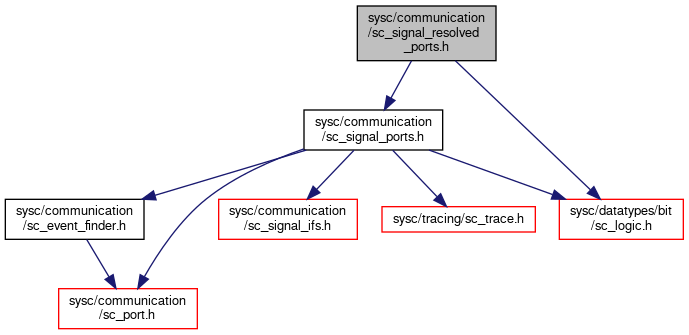 sysc/communication
/sc_signal_resolved
_ports.h
sysc/communication
/sc_signal_ports.h
sysc/communication
/sc_event_finder.h
sysc/communication
/sc_signal_ifs.h
sysc/tracing/sc_trace.h
sysc/datatypes/bit
/sc_logic.h
sysc/communication
/sc_port.h